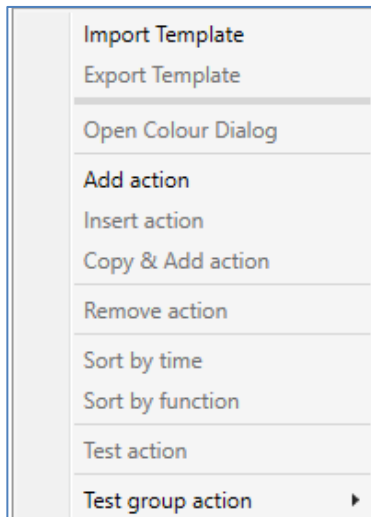 Import Template
Export Template
Open Colour Dialog
Add action
Insert action
Copy & Add action
Remove action
Sort by time
Sort by function
Test action
Test group action